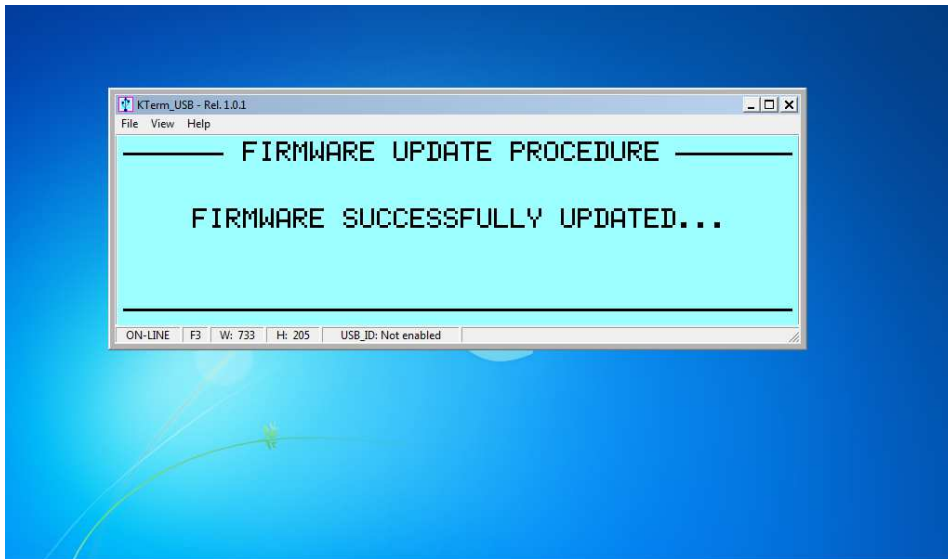 KTerm_USB - Rel. 1.0.1
File View Help
FIRMWARE UPDATE PROCEDURE
FIRMWARE SUCCESSFULLY UPDATED...
ON-LINE F3 W: 733 H: 205 USB_ID: Not enabled